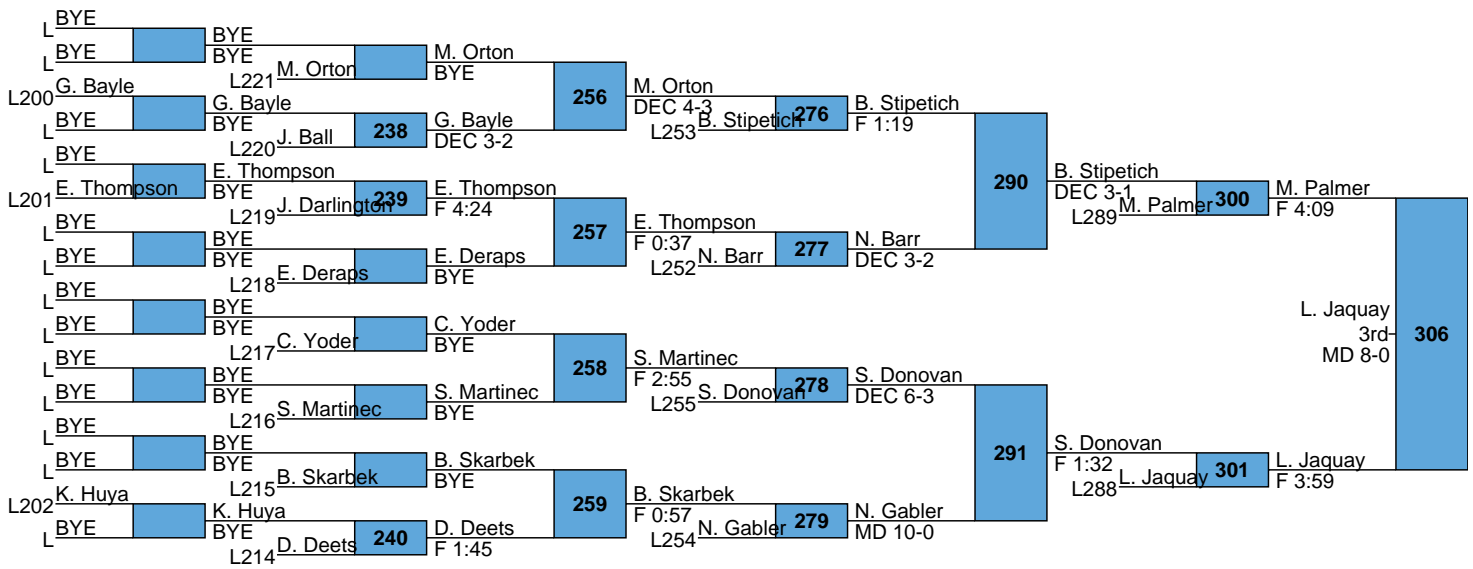 BYE
L
BYE
L
BYE
BYE
L221 M. Orton
M. Orton
BYE
L200 G. Bayle
BYE
L
G. Bayle
BYE
L220 J. Ball
238
G. Bayle
DEC 3-2
256
M. Orton
DEC 4-3
L253 B. Stipetich
276
B. Stipetich
F 1:19
BYE
L
L201 E. Thompson
E. Thompson
BYE
L219 J. Darlington
239
E. Thompson
F 4:24
BYE
L
BYE
L
BYE
BYE
L218 E. Deraps
E. Deraps
BYE
257
E. Thompson
F 0:37
L252 N. Barr
277
N. Barr
DEC 3-2
290
B. Stipetich
DEC 3-1
L289 M. Palmer
300
M. Palmer
F 4:09
BYE
L
BYE
L
BYE
BYE
L217 C. Yoder
C. Yoder
BYE
BYE
L
BYE
L
BYE
BYE
L216 S. Martinec
S. Martinec
BYE
258
S. Martinec
F 2:55
L255 S. Donovan
278
S. Donovan
DEC 6-3
BYE
L
BYE
L
BYE
BYE
L215 B. Skarbek
B. Skarbek
BYE
L202 K. Huya
BYE
L
K. Huya
BYE
L214 D. Deets
240
D. Deets
F 1:45
259
B. Skarbek
F 0:57
L254 N. Gabler
279
N. Gabler
MD 10-0
291
S. Donovan
F 1:32
L288 L. Jaquay
301
L. Jaquay
F 3:59
L. Jaquay
3rd
MD 8-0
306